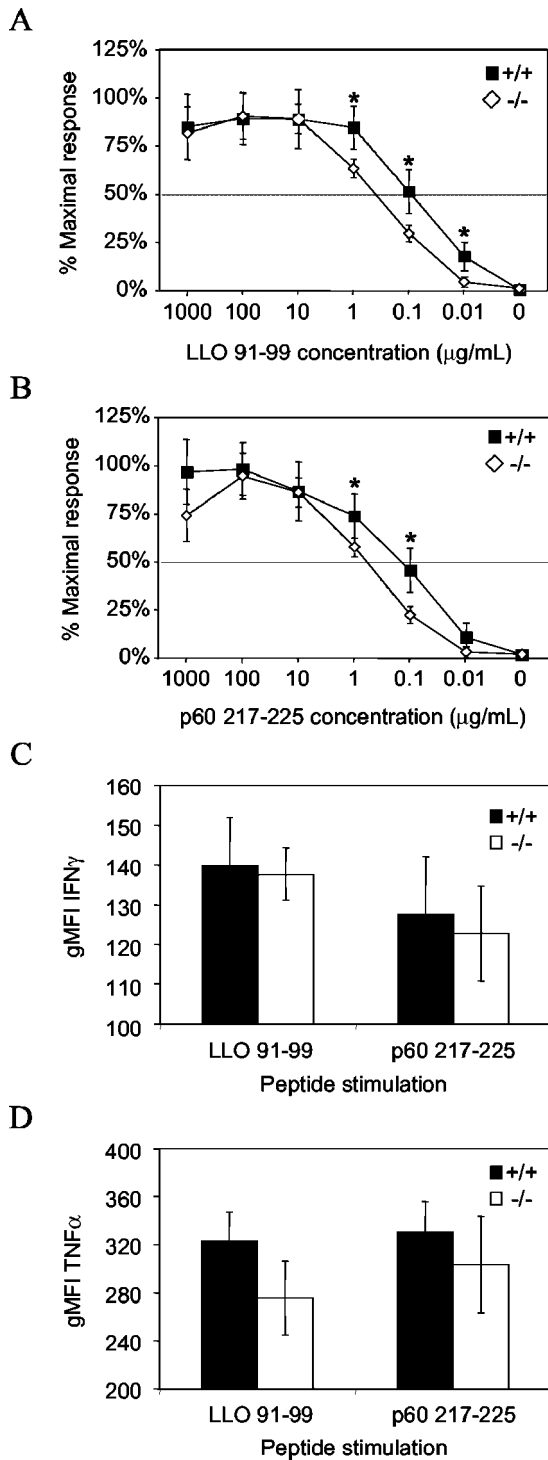 A
125%
100%
75%
50%
25%
0%
% Maximal response
+/+
-/-
*
*
*
1000 100 10 1 0.1 0.01 0
LLO 91-99 concentration (µg/mL)
B
125%
100%
75%
50%
25%
0%
% Maximal response
+/+
-/-
*
*
1000 100 10 1 0.1 0.01 0
p60 217-225 concentration (µg/mL)
C
160
150
140
130
120
110
100
gMFI IFNγ
+/+
-/-
LLO 91-99 p60 217-225
Peptide stimulation
D
400
360
320
280
240
200
gMFI TNFα
+/+
-/-
LLO 91-99 p60 217-225
Peptide stimulation